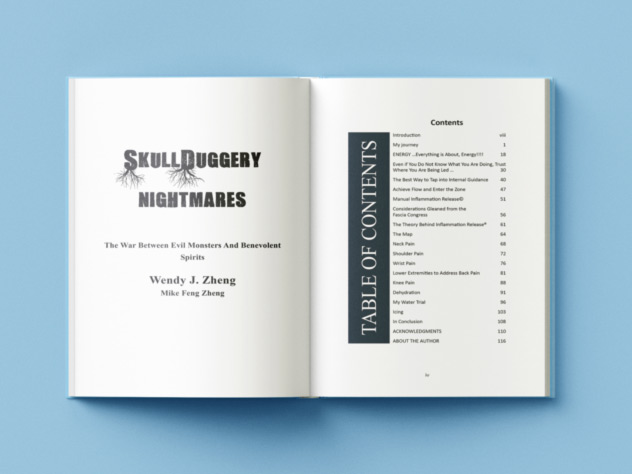 SKULLDUGGERY
NIGHTMARES
The War Between Evil Monsters And Benevolent
Spirits
Wendy J. Zheng
Mike Feng Zheng
TABLE OF CONTENTS
Contents
Introduction viii
My journey 1
ENERGY …Everything is About, Energy!!!! 18
Even if You Do Not Know What You Are Doing, Trust
Where You Are Being Led … 30
The Best Way to Tap into Internal Guidance 40
Achieve Flow and Enter the Zone 47
Manual Inflammation Release© 51
Considerations Gleaned from the
Fascia Congress 56
The Theory Behind Inflammation Release® 61
The Map 64
Neck Pain 68
Shoulder Pain 72
Wrist Pain 76
Lower Extremities to Address Back Pain 81
Knee Pain 88
Dehydration 91
My Water Trial 96
Icing 103
In Conclusion 108
ACKNOWLEDGMENTS 110
ABOUT THE AUTHOR 116